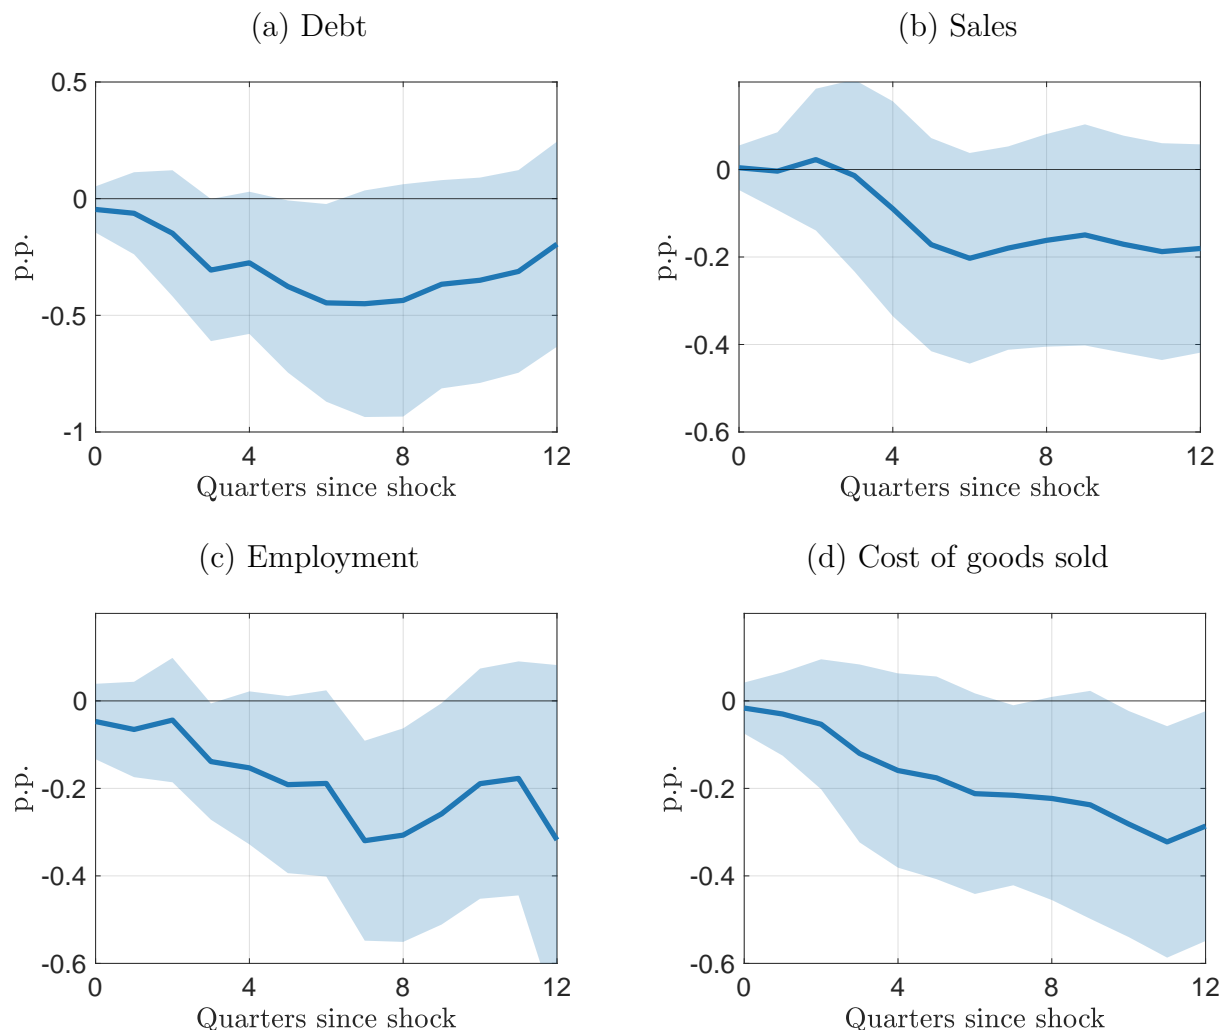 (a) Debt
0.5
0
-0.5
-1
p.p.
0 4 8 12
Quarters since shock
(b) Sales
0
-0.2
-0.4
-0.6
p.p.
0 4 8 12
Quarters since shock
(c) Employment
0
-0.2
-0.4
-0.6
p.p.
0 4 8 12
Quarters since shock
(d) Cost of goods sold
0
-0.2
-0.4
-0.6
p.p.
0 4 8 12
Quarters since shock